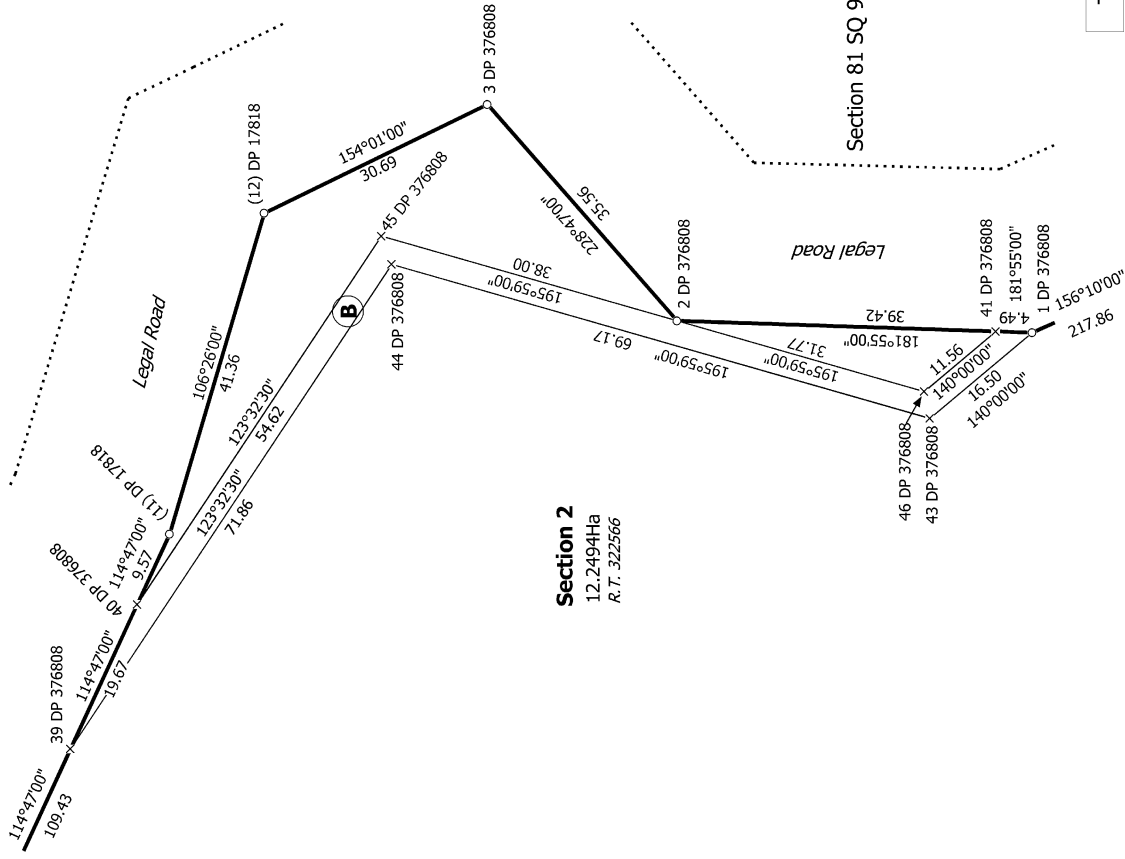 Section 81 SQ 9
3 DP 376808
(12) DP 17818
154°01'00"
30.69
45 DP 376808
Legal Road
106°26'00"
41.36
B
44 DP 376808
38.00
195°59'00"
228°47'00"
35.56
2 DP 376808
Legal Road
123°32'30"
54.62
123°32'30"
71.86
(11) DP 17818
114°47'00"
9.57
40 DP 376808
69.17
195°59'00"
31.77
195°59'00"
39.42
181°55'00"
41 DP 376808
181°55'00"
4.49
1 DP 376808
156°10'00"
217.86
11.56
140°00'00"
16.50
140°00'00"
46 DP 376808
43 DP 376808
Section 2
12.2494Ha
R.T. 322566
114°47'00"
19.67
39 DP 376808
114°47'00"
109.43